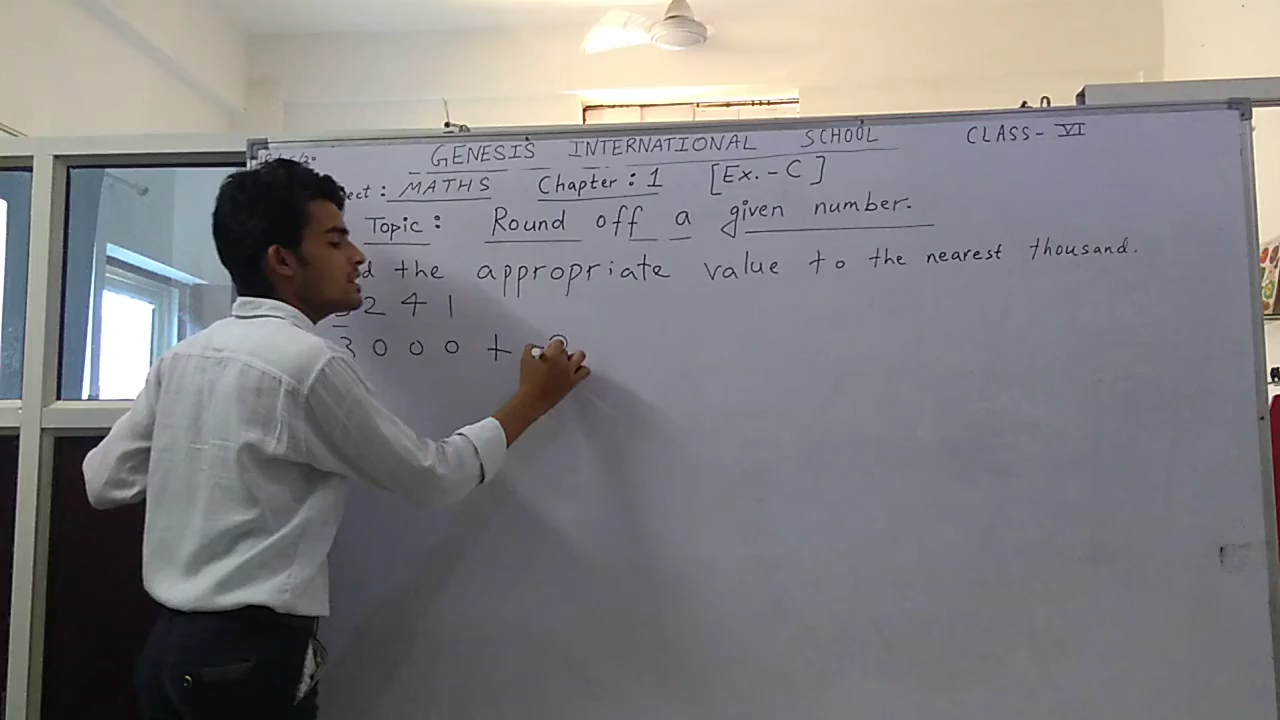 GENESIS INTERNATIONAL SCHOOL CLASS - VI
: MATHS Chapter : 1 [Ex. - C]
Topic : Round off a given number.
the appropriate value to the nearest thousand.
3 2 4 1
3 0 0 0 +